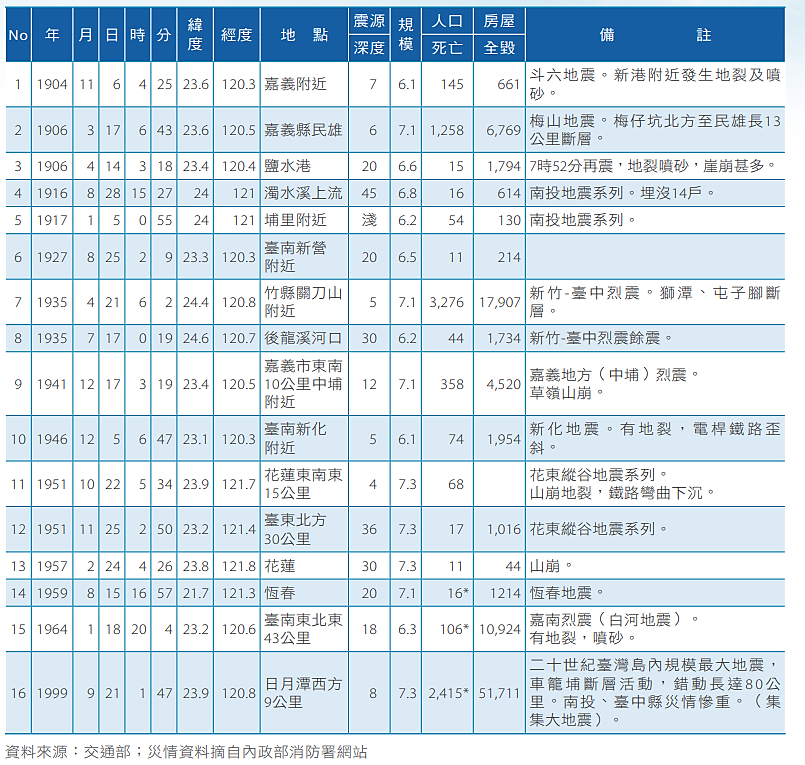 No 年 月 日 時 分 緯度 經度 地點 震源深度 規模 人口死亡 房屋全毀 備註
1 1904 11 6 4 25 23.6 120.3 嘉義附近 7 6.1 145 661 斗六地震。新港附近發生地裂及噴
砂。
2 1906 3 17 6 43 23.6 120.5 嘉義縣民雄 6 7.1 1,258 6,769 梅山地震。梅仔坑北方至民雄長13
公里斷層。
3 1906 4 14 3 18 23.4 120.4 鹽水港 20 6.6 15 1,794 7時52分再震，地裂噴砂，崖崩甚多。
4 1916 8 28 15 27 24 121 濁水溪上流 45 6.8 16 614 南投地震系列。埋沒14戶。
5 1917 1 5 0 55 24 121 埔里附近 淺 6.2 54 130 南投地震系列。
6 1927 8 25 2 9 23.3 120.3 臺南新營
附近 20 6.5 11 214
7 1935 4 21 6 2 24.4 120.8 竹縣關刀山
附近 5 7.1 3,276 17,907 新竹-臺中烈震。獅潭、屯子腳斷
層。
8 1935 7 17 0 19 24.6 120.7 後龍溪河口 30 6.2 44 1,734 新竹-臺中烈震餘震。
9 1941 12 17 3 19 23.4 120.5 嘉義市東南
10公里中埔
附近 12 7.1 358 4,520 嘉義地方（中埔）烈震。
草嶺山崩。
10 1946 12 5 6 47 23.1 120.3 臺南新化
附近 5 6.1 74 1,954 新化地震。有地裂，電桿鐵路歪
斜。
11 1951 10 22 5 34 23.9 121.7 花蓮東南東
15公里 4 7.3 68 花東縱谷地震系列。
山崩地裂，鐵路彎曲下沉。
12 1951 11 25 2 50 23.2 121.4 臺東北方
30公里 36 7.3 17 1,016 花東縱谷地震系列。
13 1957 2 24 4 26 23.8 121.8 花蓮 30 7.3 11 44 山崩。
14 1959 8 15 16 57 21.7 121.3 恆春 20 7.1 16* 1214 恆春地震。
15 1964 1 18 20 4 23.2 120.6 臺南東北東
43公里 18 6.3 106* 10,924 嘉南烈震（白河地震）。
有地裂，噴砂。
16 1999 9 21 1 47 23.9 120.8 日月潭西方
9公里 8 7.3 2,415* 51,711 二十世紀臺灣島內規模最大地震，
車籠埔斷層活動，錯動長達80公
里。南投、臺中縣災情慘重。（集
集大地震）。
資料來源：交通部；災情資料摘自內政部消防署網站